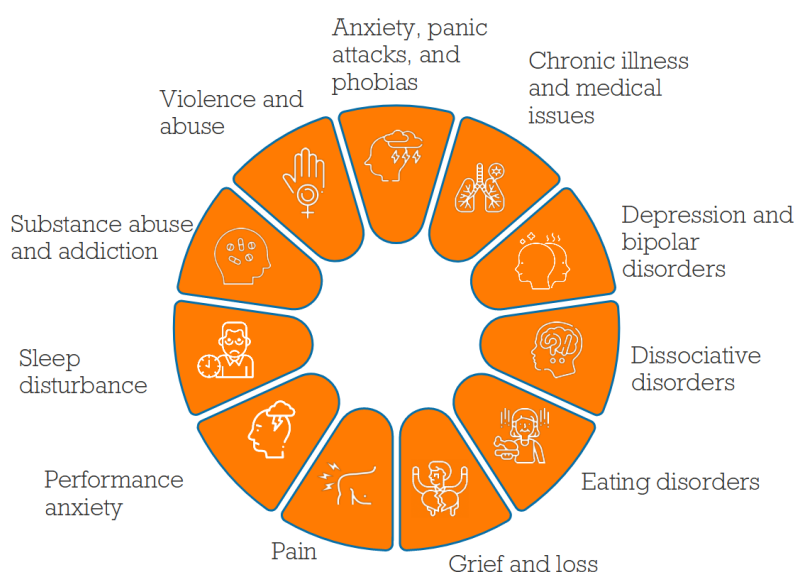 Anxiety, panic
attacks, and
phobias
Chronic illness
and medical
issues
Depression and
bipolar
disorders
Dissociative
disorders
Eating disorders
Grief and loss
Pain
Performance
anxiety
Sleep
disturbance
Substance abuse
and addiction
Violence and
abuse